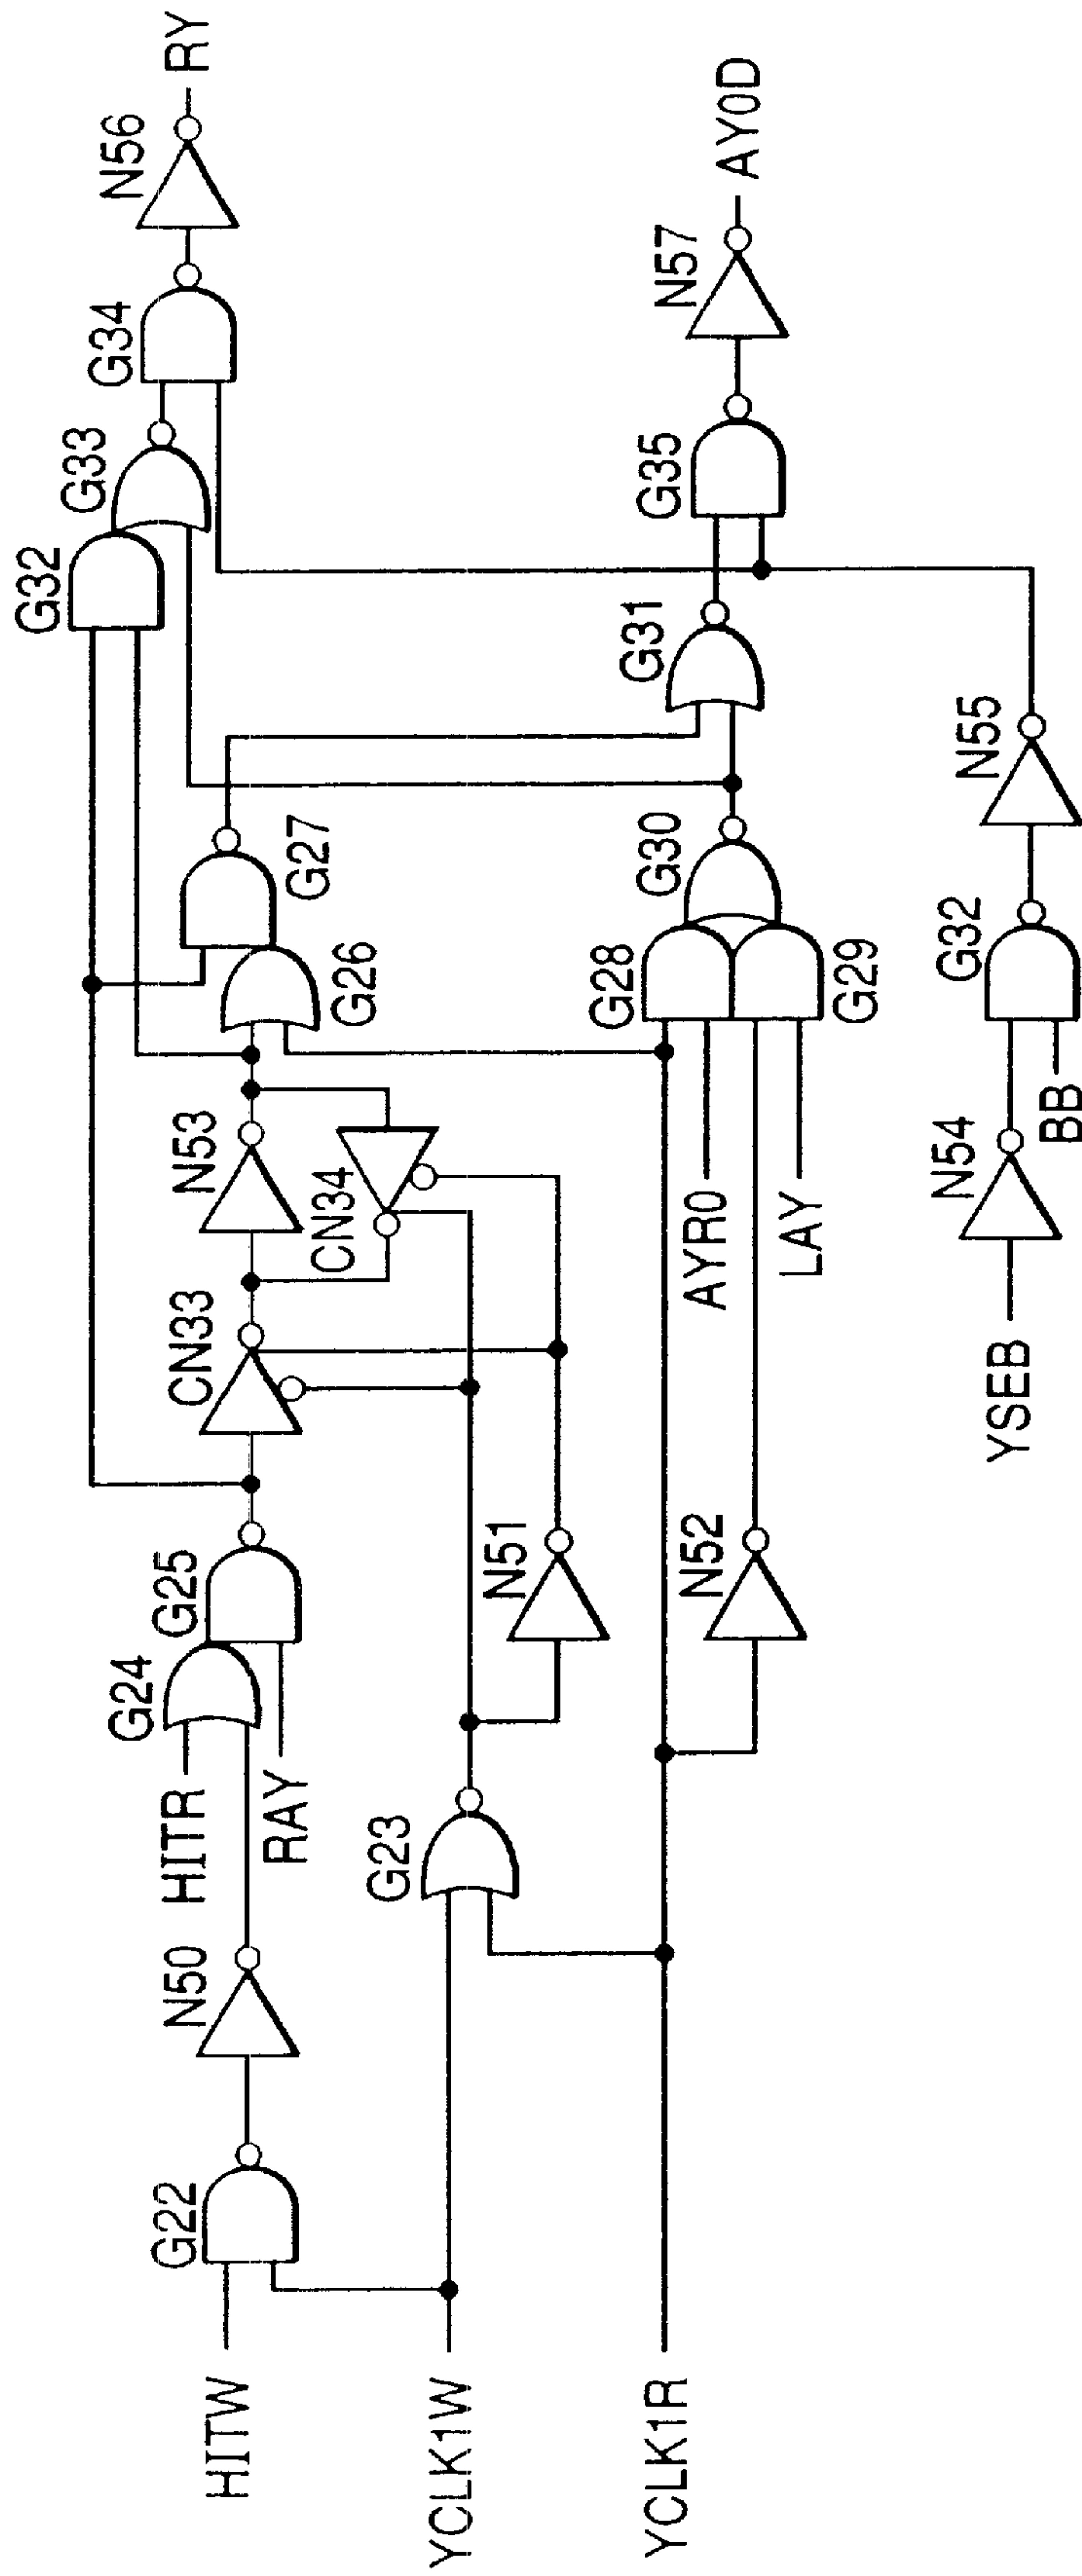 HITW
YCLK1W
YCLK1R
G22
N50
HITR
RAY
G24
G25
G23
N51
N52
CN33
CN34
N53
G26
G27
G32
G33
G34
N56
RY
AYR0
LAY
G28
G29
G30
G31
G35
N57
AY0D
YSEB
N54
BB
G32
N55